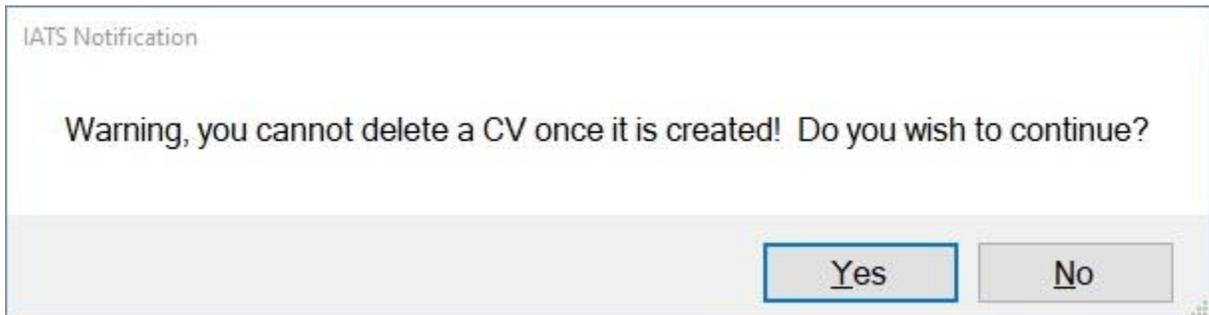 IATS Notification
Warning, you cannot delete a CV once it is created!  Do you wish to continue?
Yes
No